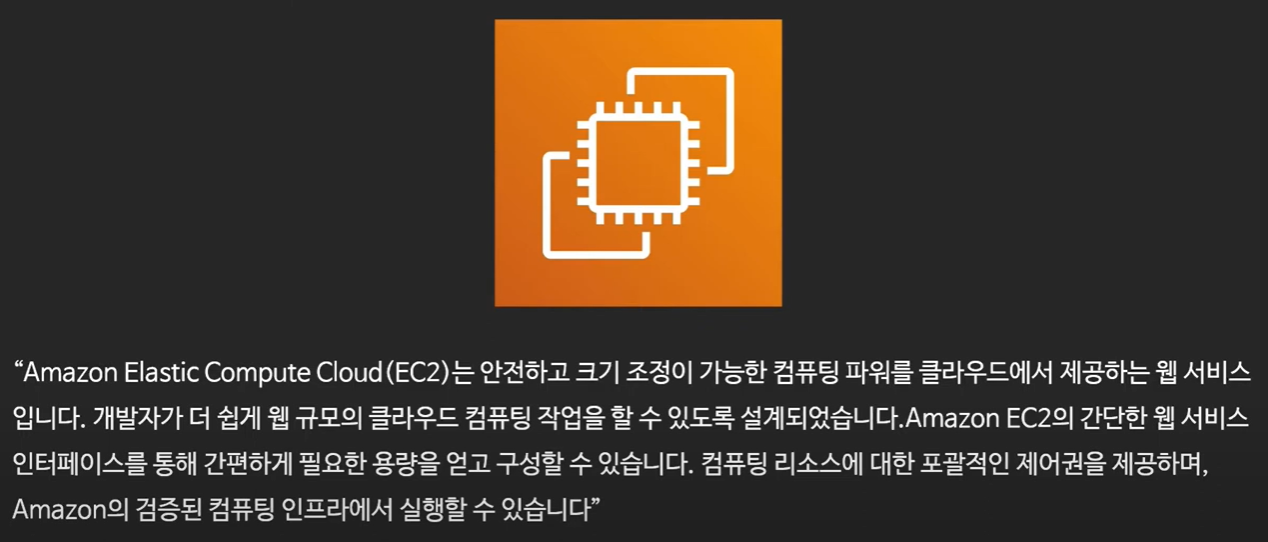 “Amazon Elastic Compute Cloud(EC2)는 안전하고 크기 조정이 가능한 컴퓨팅 파워를 클라우드에서 제공하는 웹 서비스
입니다. 개발자가 더 쉽게 웹 규모의 클라우드 컴퓨팅 작업을 할 수 있도록 설계되었습니다.Amazon EC2의 간단한 웹 서비스
인터페이스를 통해 간편하게 필요한 용량을 얻고 구성할 수 있습니다. 컴퓨팅 리소스에 대한 포괄적인 제어권을 제공하며,
Amazon의 검증된 컴퓨팅 인프라에서 실행할 수 있습니다”